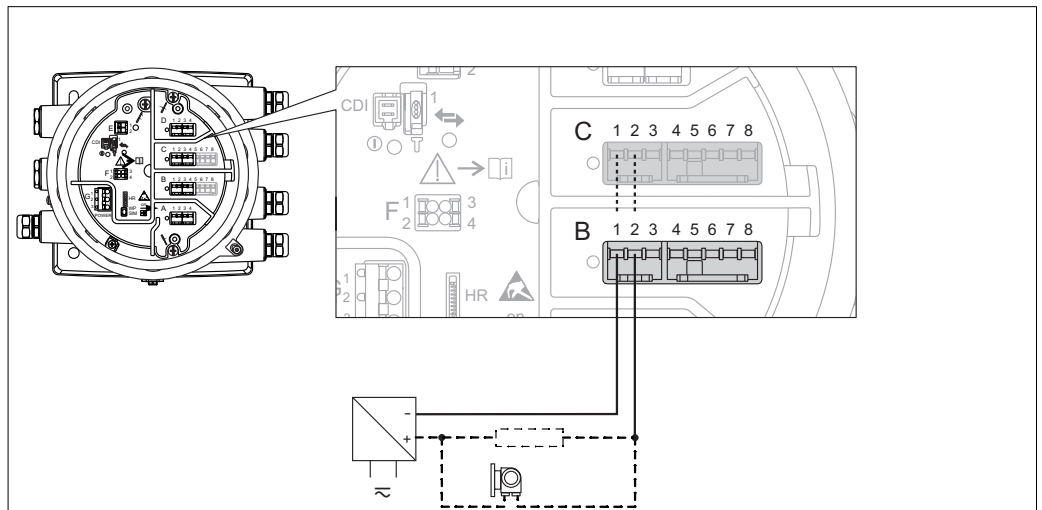 D
1 2 3 4
E
CDI
C
1 2 3 4 5 6 7 8
F
B
1 2 3 4 5 6 7 8
G
HR
WP
SIM
POWER
A
1 2 3 4
2
CDI 1
C 1 2 3 4 5 6 7 8
i
F 1 3
2 4
B 1 2 3 4 5 6 7 8
G 1
2
HR
-
+